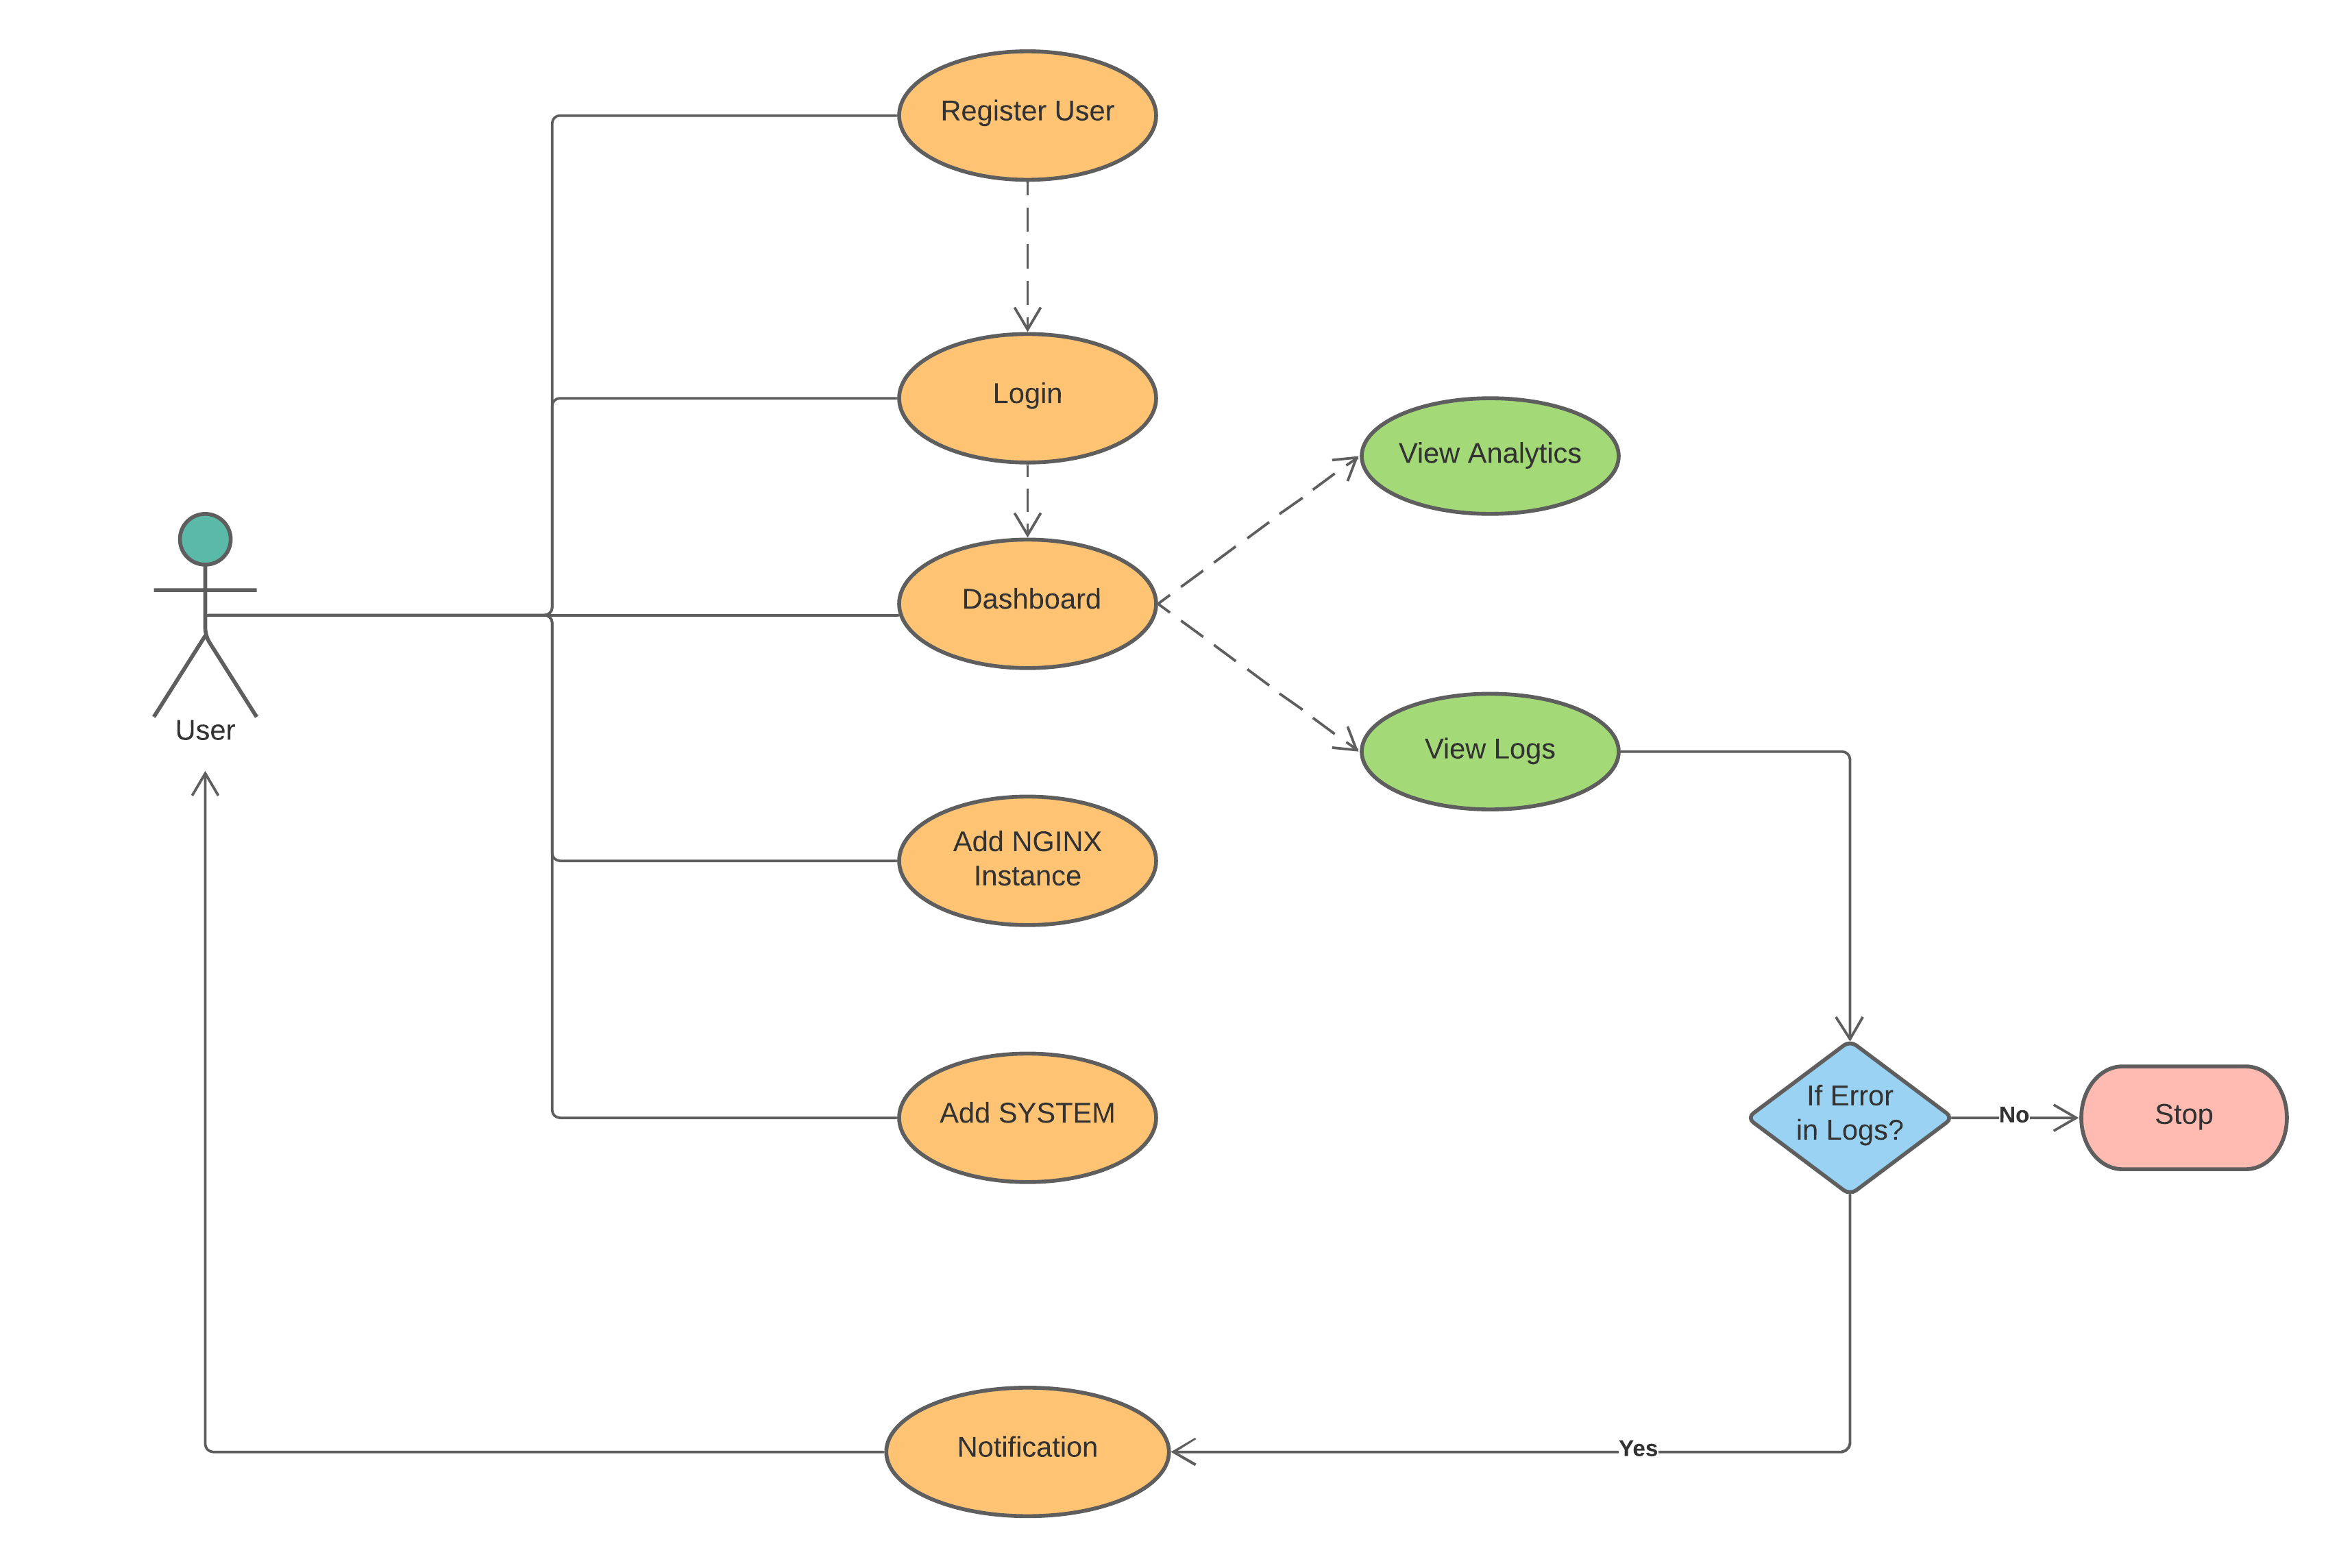 Register User
Login
View Analytics
Dashboard
User
View Logs
Add NGINX
Instance
Add SYSTEM
If Error
in Logs?
No
Stop
Notification
Yes